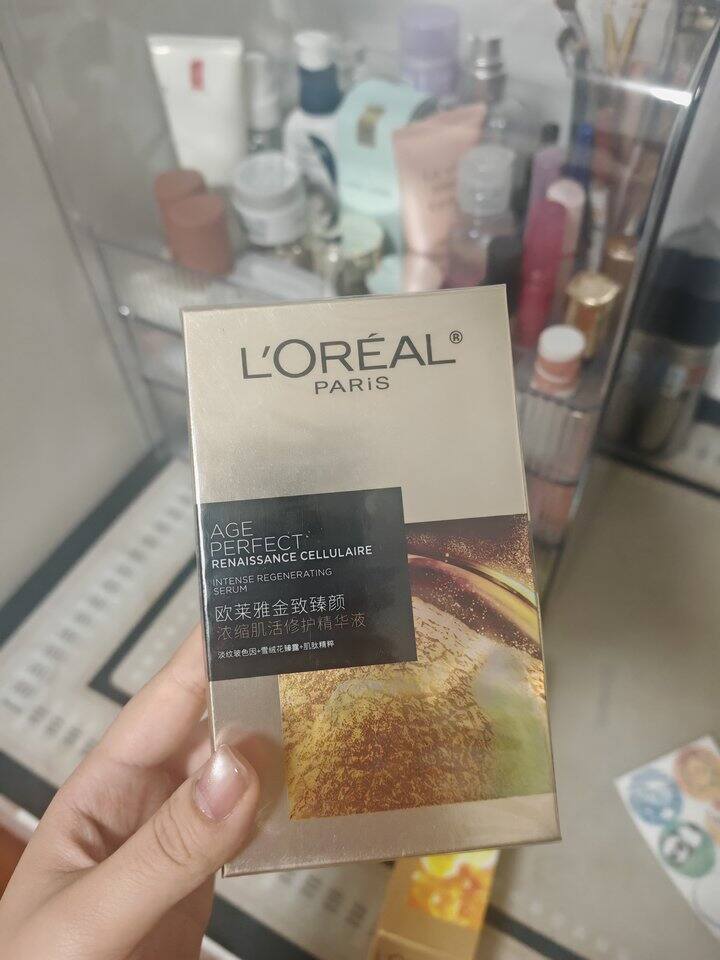 L'ORÉAL®
PARiS
AGE
PERFECT
RENAISSANCE CELLULAIRE
INTENSE REGENERATING
SERUM
欧莱雅金致臻颜
浓缩肌活修护精华液
淡纹玻色因+雪绒花臻露+肌肽精粹